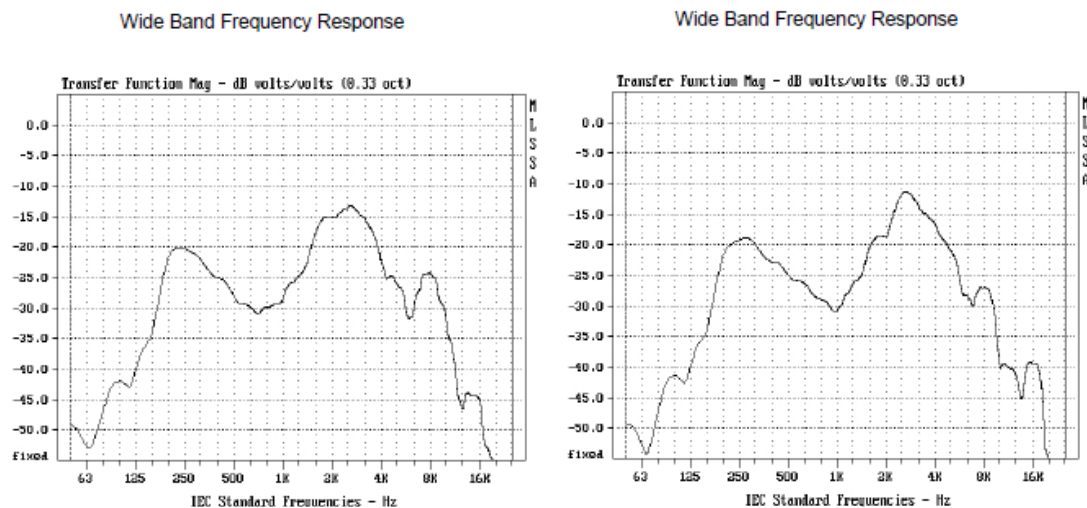 Wide Band Frequency Response
Transfer Function Mag - dB volts/volts (0.33 oct)
0.0
-5.0
-10.0
-15.0
-20.0
-25.0
-30.0
-35.0
-40.0
-45.0
-50.0
fixed
63 125 250 500 1K 2K 4K 8K 16K
IEC Standard Frequencies - Hz
MLSSA
Wide Band Frequency Response
Transfer Function Mag - dB volts/volts (0.33 oct)
0.0
-5.0
-10.0
-15.0
-20.0
-25.0
-30.0
-35.0
-40.0
-45.0
-50.0
fixed
63 125 250 500 1K 2K 4K 8K 16K
IEC Standard Frequencies - Hz
MLSSA